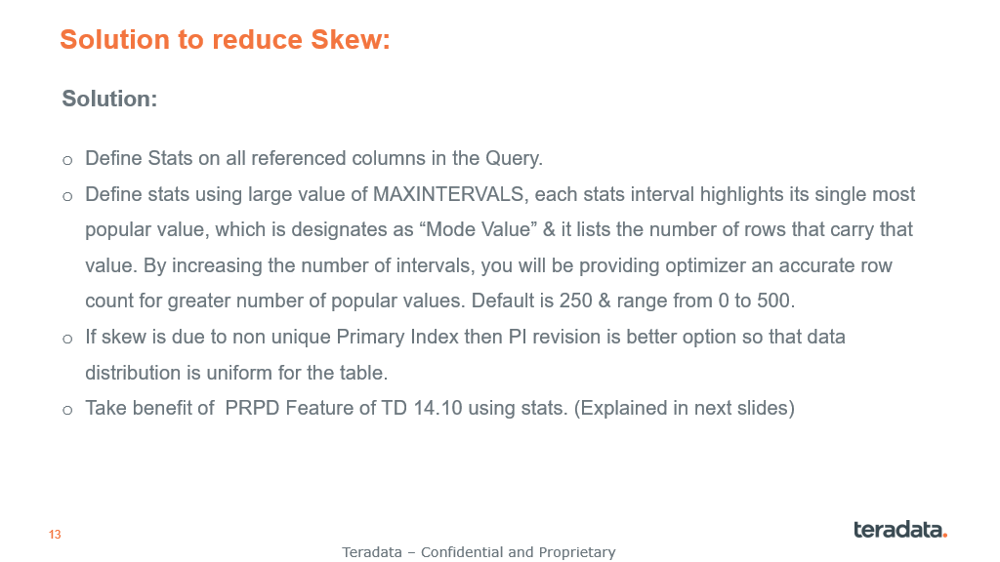 Solution to reduce Skew:
Solution:
o Define Stats on all referenced columns in the Query.
o Define stats using large value of MAXINTERVALS, each stats interval highlights its single most
popular value, which is designates as “Mode Value” & it lists the number of rows that carry that
value. By increasing the number of intervals, you will be providing optimizer an accurate row
count for greater number of popular values. Default is 250 & range from 0 to 500.
o If skew is due to non unique Primary Index then PI revision is better option so that data
distribution is uniform for the table.
o Take benefit of  PRPD Feature of TD 14.10 using stats. (Explained in next slides)
13
teradata.
Teradata – Confidential and Proprietary